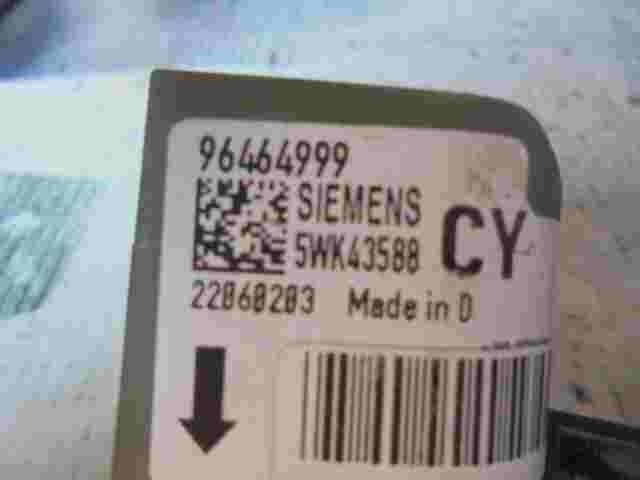 96464999
SIEMENS
5WK43588
CY
22060203 Made in D